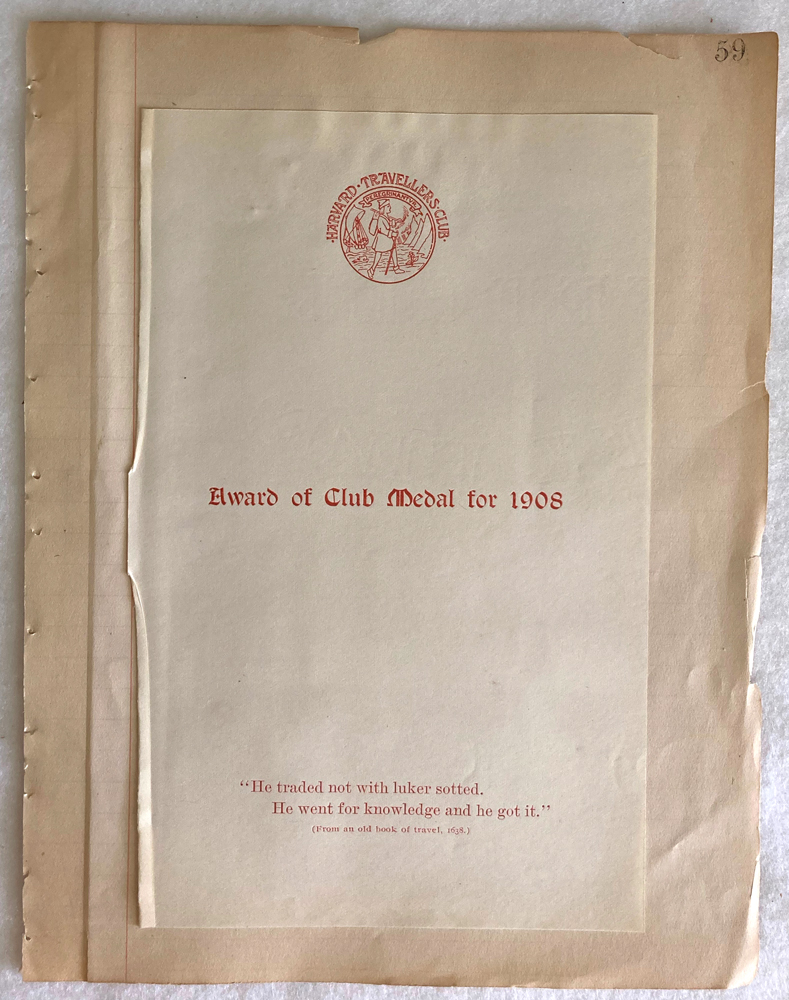 59
HARVARD · TRAVELLERS · CLUB
Award of Club Medal for 1908
“He traded not with luker sotted.
He went for knowledge and he got it.”
(From an old book of travel, 1638.)